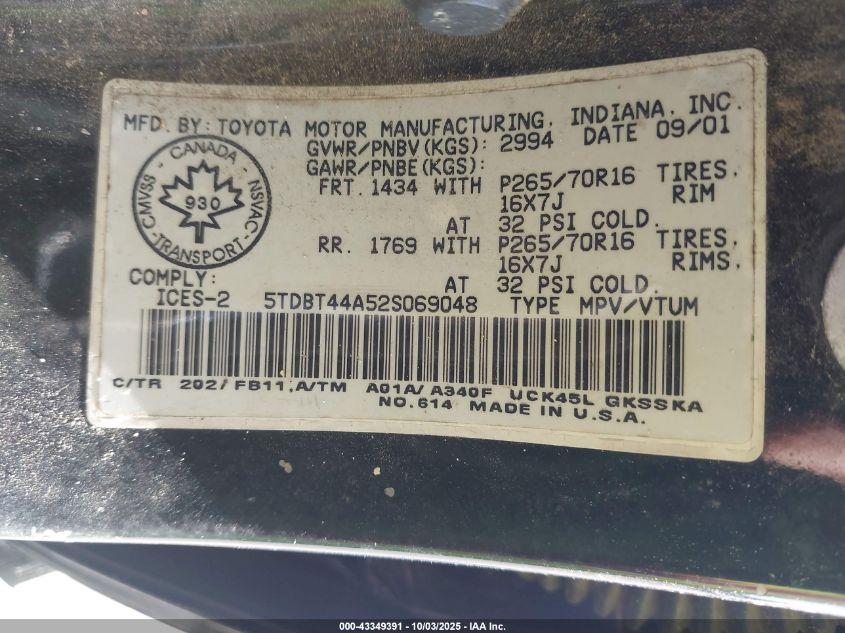 MFD. BY: TOYOTA MOTOR MANUFACTURING, INDIANA, INC.
GVWR/PNBV(KGS): 2994 DATE 09/01
GAWR/PNBE(KGS):
FRT. 1434 WITH P265/70R16 TIRES,
16X7J RIM
AT 32 PSI COLD.
RR. 1769 WITH P265/70R16 TIRES,
16X7J RIMS,
AT 32 PSI COLD.
CANADA
CMVSS NSVAC
930
TRANSPORT
COMPLY:
ICES-2 5TDBT44A52S069048 TYPE MPV/VTUM
C/TR 202/FB11,A/TM A01A/A340F UCK45L GKSSKA
NO.614 MADE IN U.S.A.
000-43349391 - 10/03/2025 - IAA Inc.